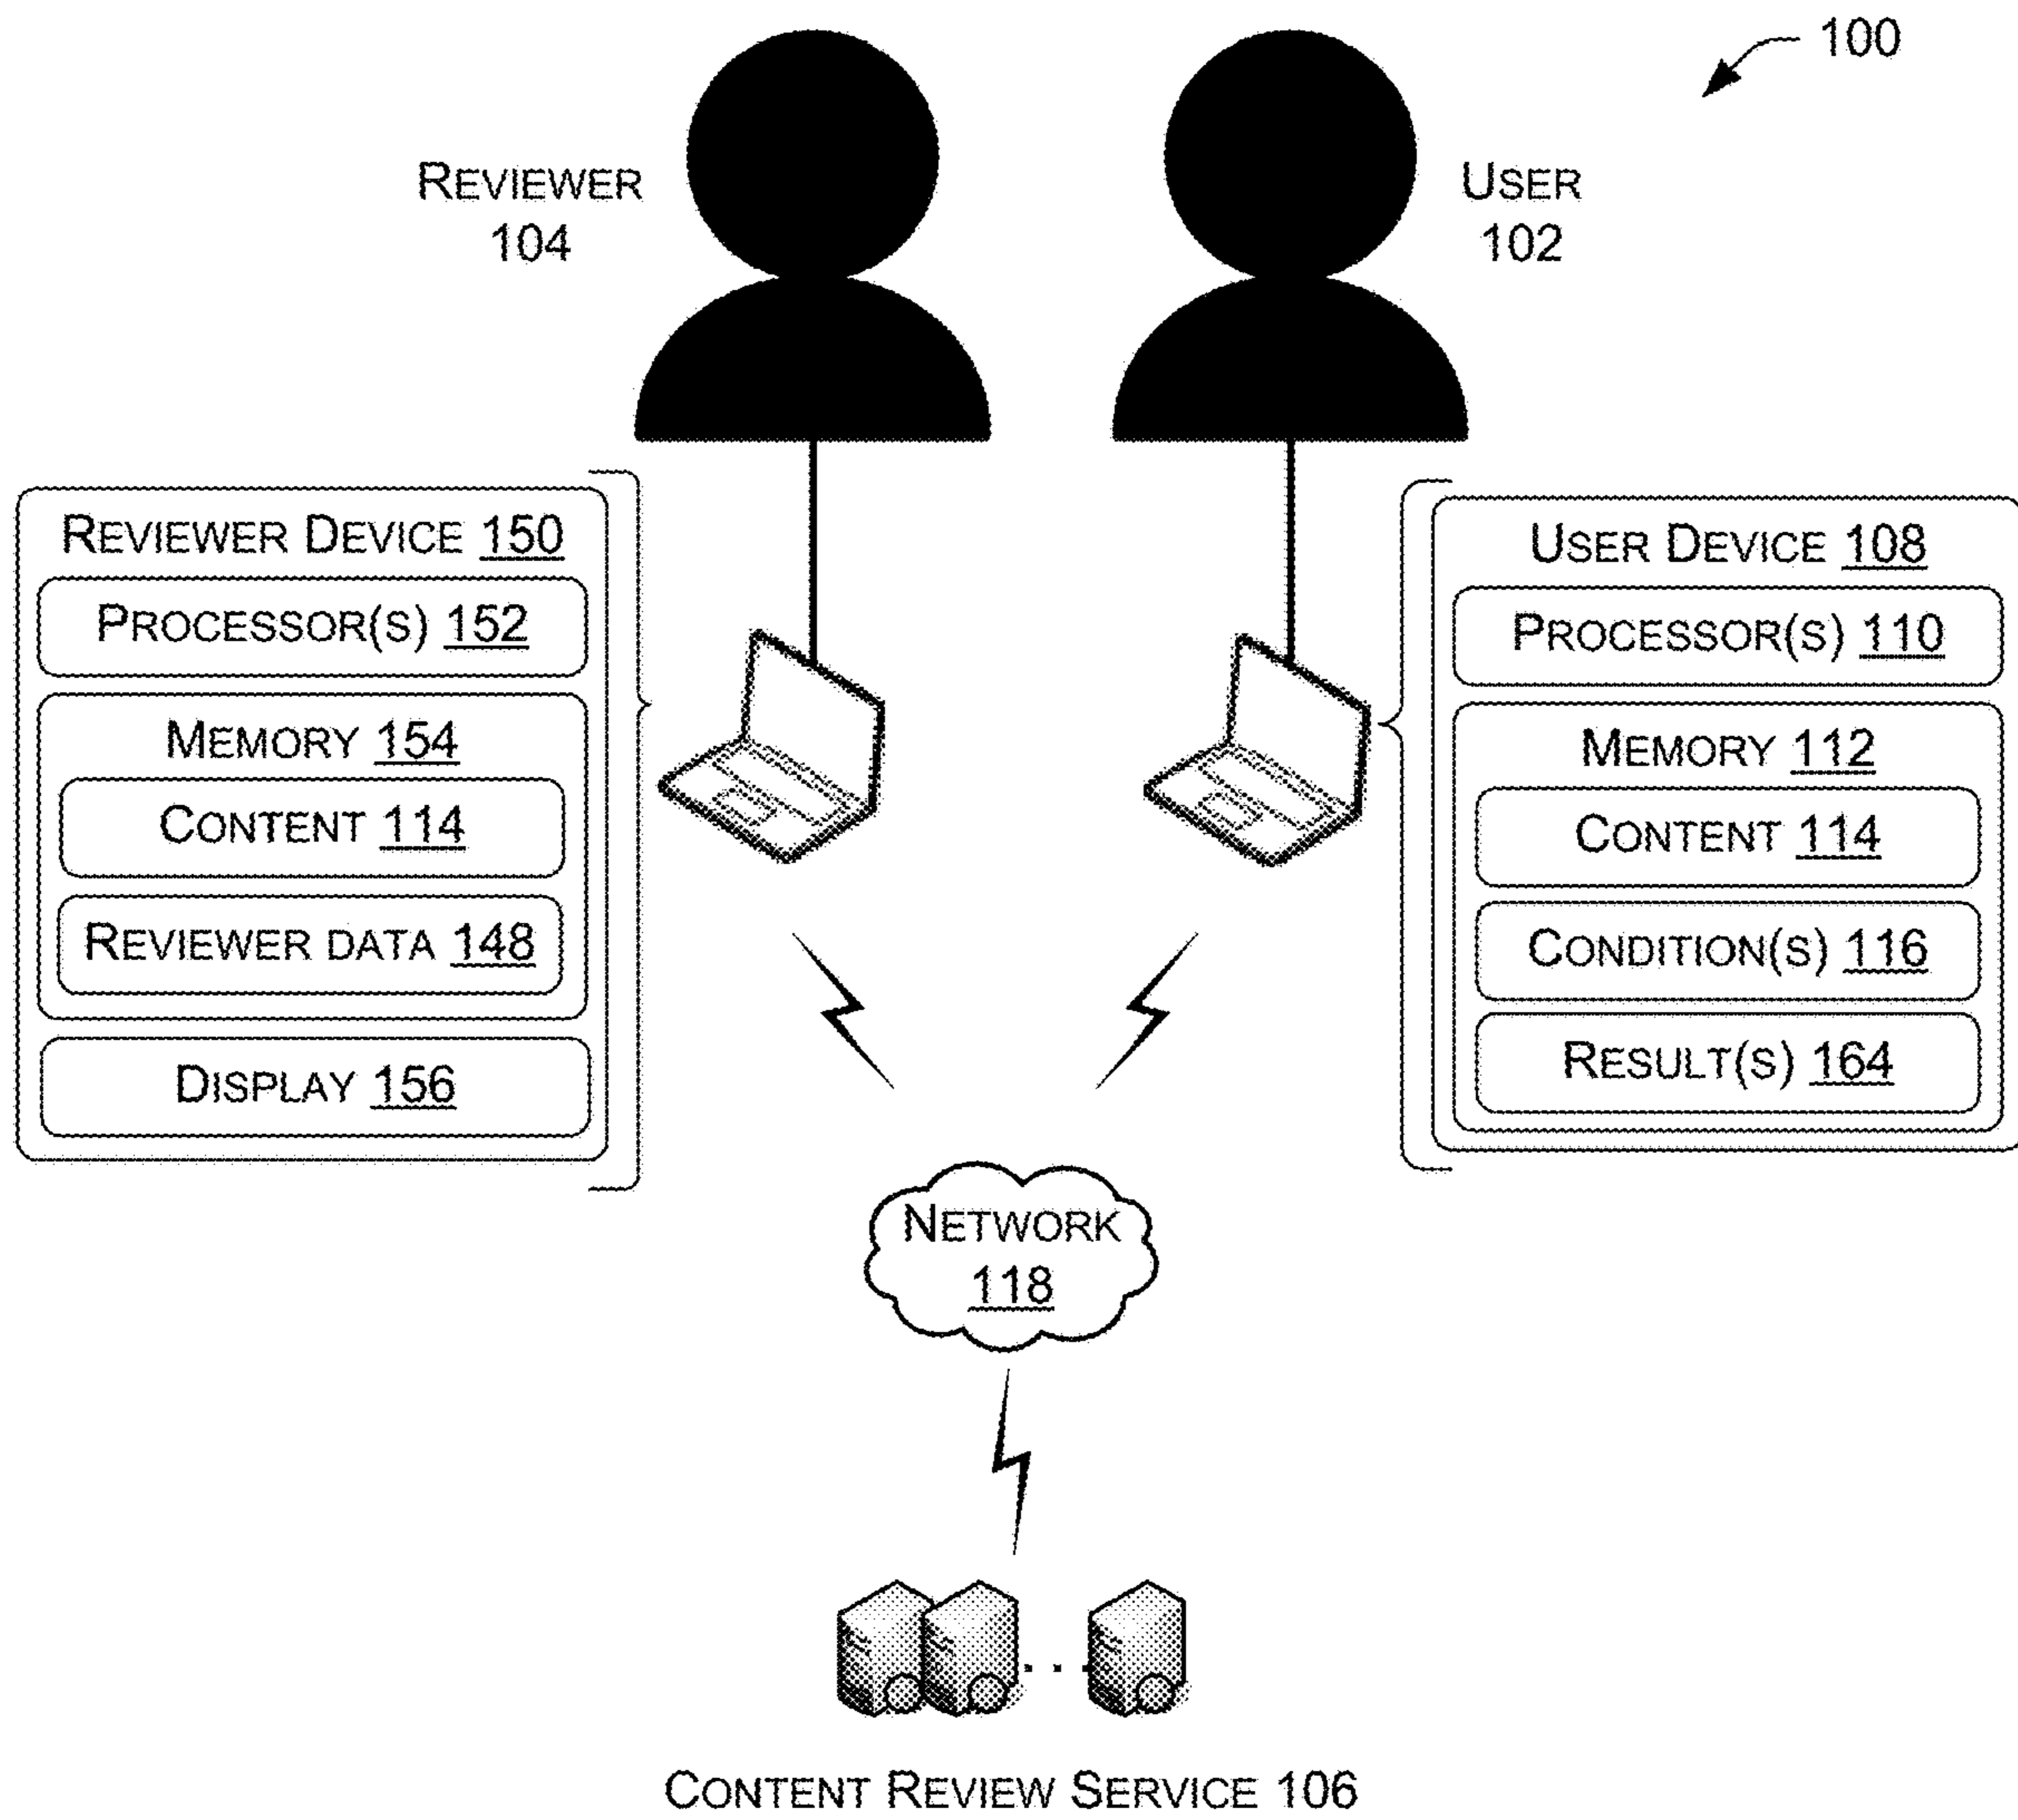 100
REVIEWER
104
USER
102
REVIEWER DEVICE 150
PROCESSOR(S) 152
MEMORY 154
CONTENT 114
REVIEWER DATA 148
DISPLAY 156
USER DEVICE 108
PROCESSOR(S) 110
MEMORY 112
CONTENT 114
CONDITION(S) 116
RESULT(S) 164
NETWORK
118
CONTENT REVIEW SERVICE 106